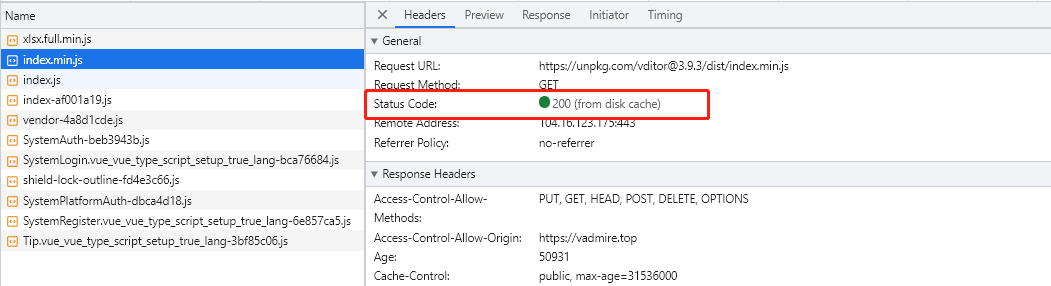 Name
xlsx.full.min.js
index.min.js
index.js
index-af001a19.js
vendor-4a8d1cde.js
SystemAuth-beb3943b.js
SystemLogin.vue_vue_type_script_setup_true_lang-bca76684.js
shield-lock-outline-fd4e3c66.js
SystemPlatformAuth-dbca4d18.js
SystemRegister.vue_vue_type_script_setup_true_lang-6e857ca5.js
Tip.vue_vue_type_script_setup_true_lang-3bf85c06.js
Headers Preview Response Initiator Timing
General
Request URL: https://unpkg.com/vditor@3.9.3/dist/index.min.js
Request Method: GET
Status Code: 200 (from disk cache)
Remote Address: 104.16.123.175:443
Referrer Policy: no-referrer
Response Headers
Access-Control-Allow- PUT, GET, HEAD, POST, DELETE, OPTIONS
Methods:
Access-Control-Allow-Origin: https://vadmire.top
Age: 50931
Cache-Control: public, max-age=31536000